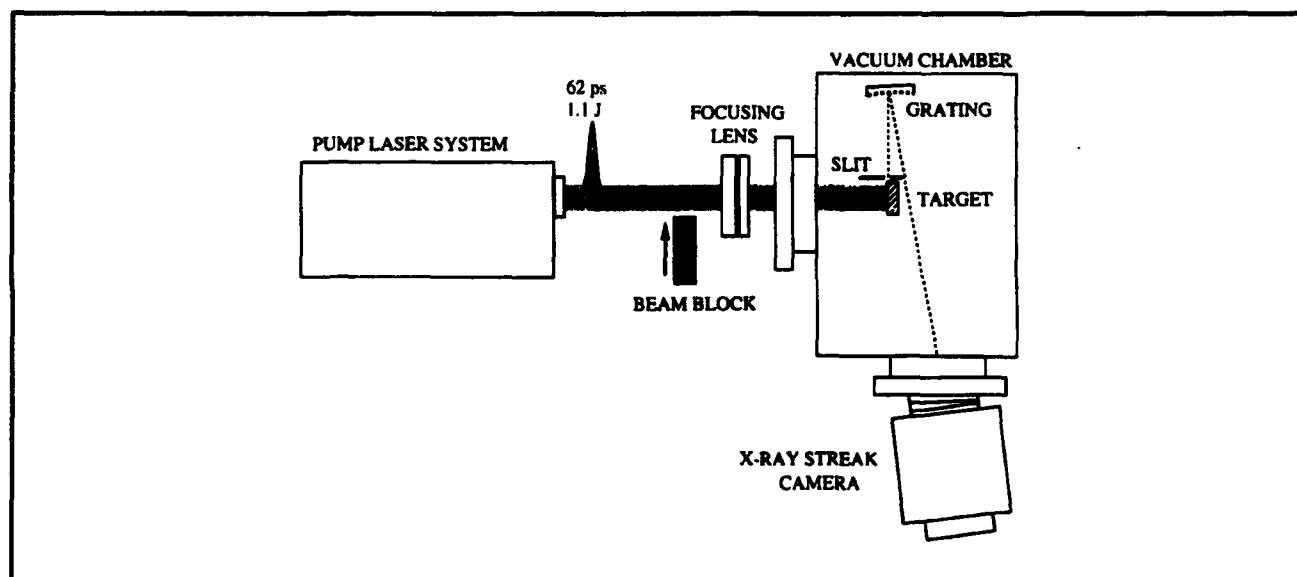 VACUUM CHAMBER
62 ps
1.1 J
FOCUSING
LENS
GRATING
PUMP LASER SYSTEM
SLIT
TARGET
BEAM BLOCK
X-RAY STREAK
CAMERA